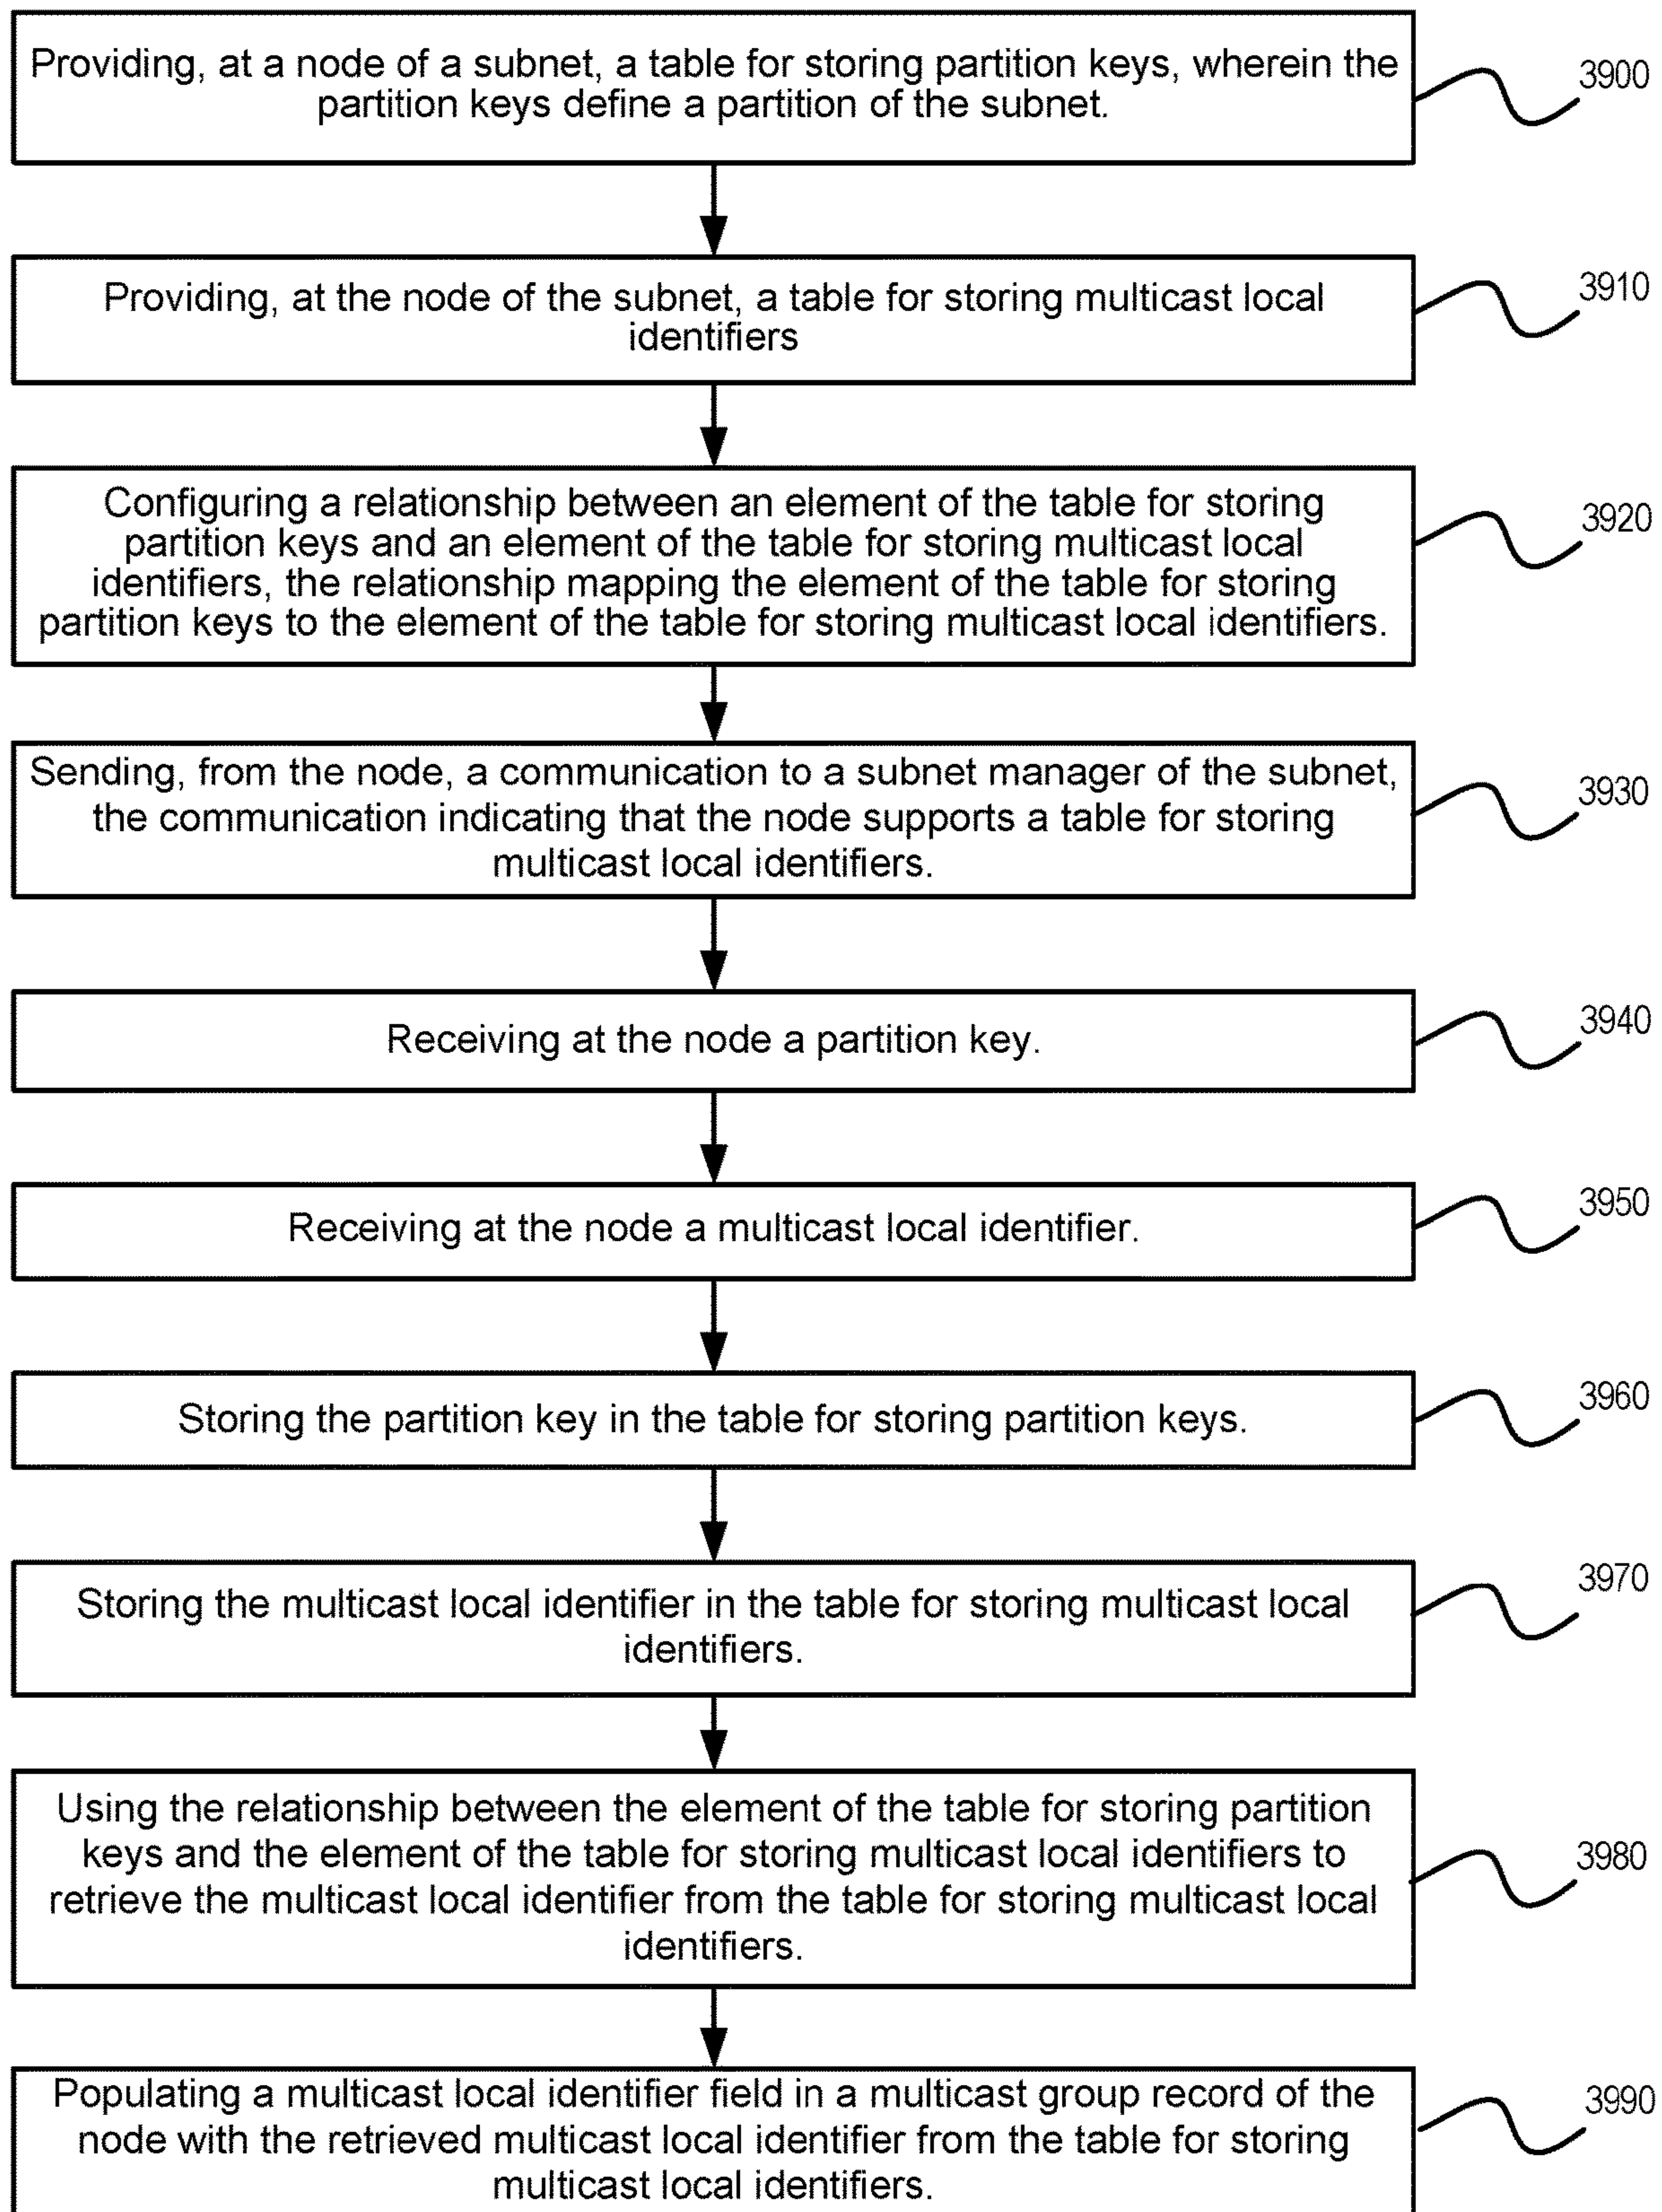 Providing, at a node of a subnet, a table for storing partition keys, wherein the
partition keys define a partition of the subnet.
3900
Providing, at the node of the subnet, a table for storing multicast local
identifiers
3910
Configuring a relationship between an element of the table for storing
partition keys and an element of the table for storing multicast local
identifiers, the relationship mapping the element of the table for storing
partition keys to the element of the table for storing multicast local identifiers.
3920
Sending, from the node, a communication to a subnet manager of the subnet,
the communication indicating that the node supports a table for storing
multicast local identifiers.
3930
Receiving at the node a partition key.
3940
Receiving at the node a multicast local identifier.
3950
Storing the partition key in the table for storing partition keys.
3960
Storing the multicast local identifier in the table for storing multicast local
identifiers.
3970
Using the relationship between the element of the table for storing partition
keys and the element of the table for storing multicast local identifiers to
retrieve the multicast local identifier from the table for storing multicast local
identifiers.
3980
Populating a multicast local identifier field in a multicast group record of the
node with the retrieved multicast local identifier from the table for storing
multicast local identifiers.
3990